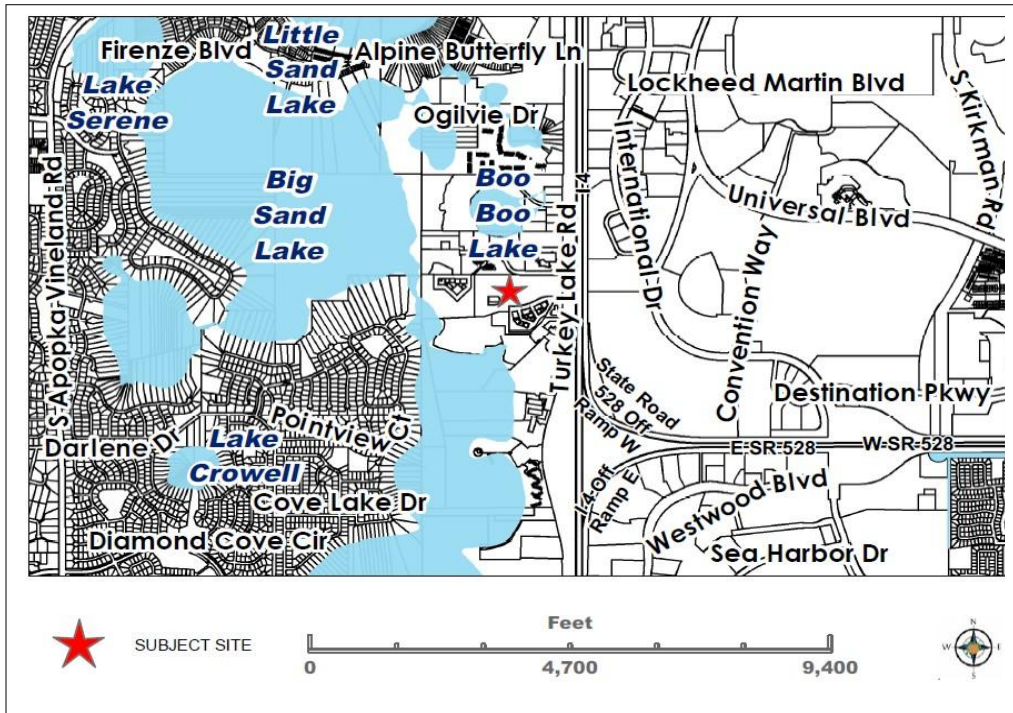 Little
Sand
Lake
Firenze Blvd
Alpine Butterfly Ln
Lake
Serene
Ogilvie Dr
Lockheed Martin Blvd
S Kirkman Rd
S Apopka-Vineland Rd
Big
Sand
Lake
Boo
Boo
Lake
I-4
International Dr
Universal Blvd
Turkey Lake Rd
Convention Way
State Road
528 Off
Ramp W
Destination Pkwy
Pointview Ct
Darlene Dr
Lake
Crowell
E SR-528
W SR-528
Cove Lake Dr
I-4 Off
Ramp E
Westwood Blvd
Diamond Cove Cir
Sea Harbor Dr
SUBJECT SITE
Feet
0
4,700
9,400
N
W
E
S